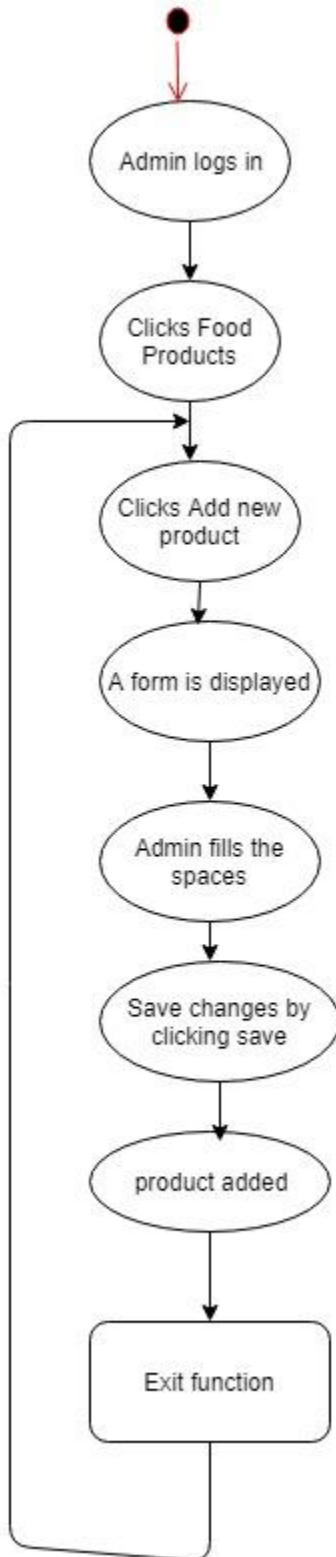 Admin logs in
Clicks Food
Products
Clicks Add new
product
A form is displayed
Admin fills the
spaces
Save changes by
clicking save
product added
Exit function